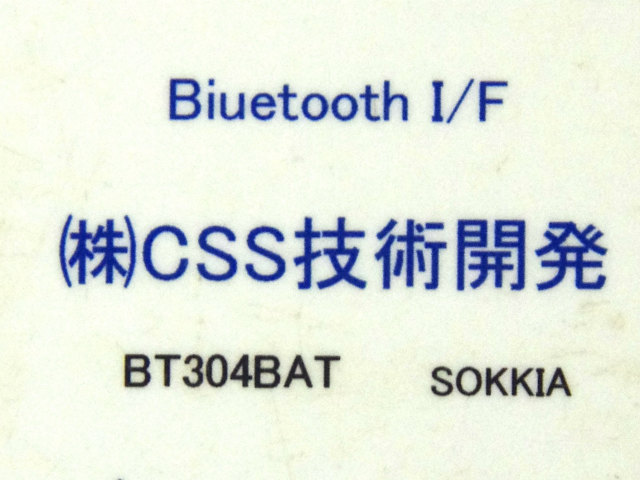 Biuetooth I/F
㈱CSS技術開発
BT304BAT SOKKIA